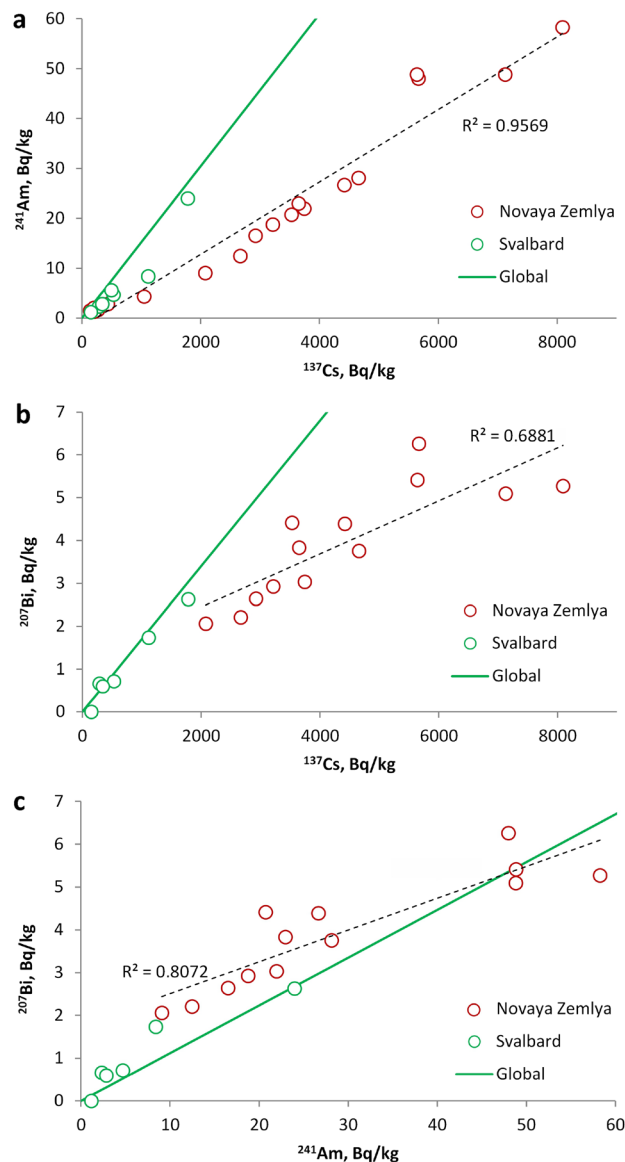 a
60
50
40
30
20
10
0
²⁴¹Am, Bq/kg
R² = 0.9569
Novaya Zemlya
Svalbard
Global
0 2000 4000 6000 8000
¹³⁷Cs, Bq/kg
b
7
6
5
4
3
2
1
0
²⁰⁷Bi, Bq/kg
R² = 0.6881
Novaya Zemlya
Svalbard
Global
0 2000 4000 6000 8000
¹³⁷Cs, Bq/kg
c
7
6
5
4
3
2
1
0
²⁰⁷Bi, Bq/kg
R² = 0.8072
Novaya Zemlya
Svalbard
Global
0 10 20 30 40 50 60
²⁴¹Am, Bq/kg